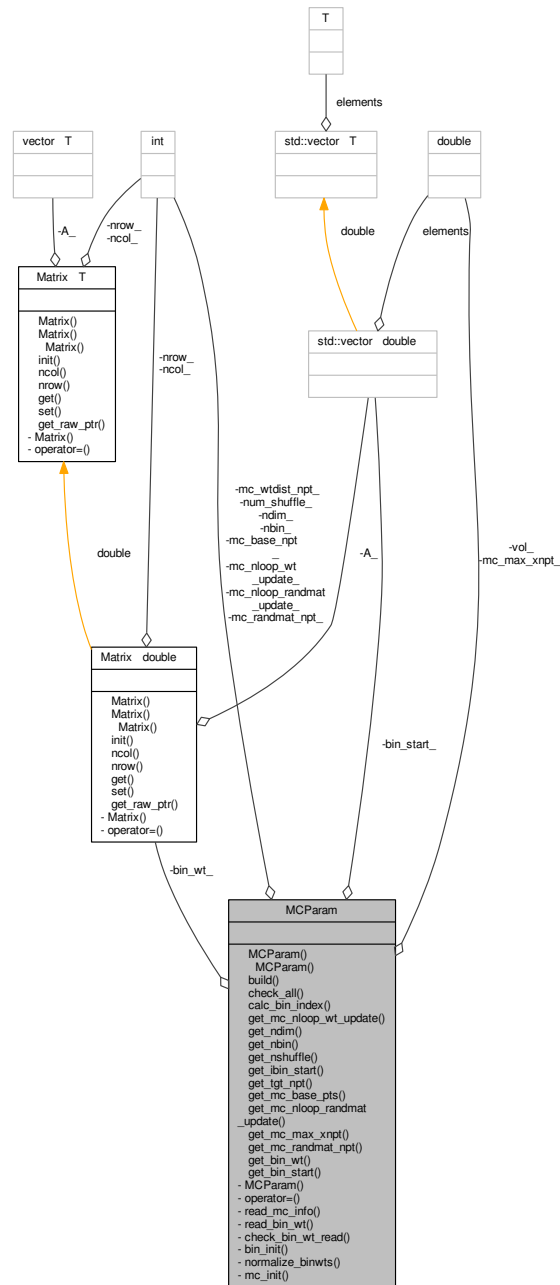 T
elements
vector T
int
std::vector T
double
-A_
-nrow_
-ncol_
double
elements
Matrix T
Matrix()
Matrix()
Matrix()
init()
ncol()
nrow()
get()
set()
get_raw_ptr()
- Matrix()
- operator=()
std::vector double
-nrow_
-ncol_
-mc_wtdist_npt_
-num_shuffle_
-ndim_
-nbin_
-mc_base_npt
_
-mc_nloop_wt
_update_
-mc_nloop_randmat
_update_
-mc_randmat_npt_
-A_
-vol_
-mc_max_xnpt_
double
Matrix double
Matrix()
Matrix()
Matrix()
init()
ncol()
nrow()
get()
set()
get_raw_ptr()
- Matrix()
- operator=()
-bin_start_
-bin_wt_
MCParam
MCParam()
MCParam()
build()
check_all()
calc_bin_index()
get_mc_nloop_wt_update()
get_ndim()
get_nbin()
get_nshuffle()
get_ibin_start()
get_tgt_npt()
get_mc_base_pts()
get_mc_nloop_randmat
_update()
get_mc_max_xnpt()
get_mc_randmat_npt()
get_bin_wt()
get_bin_start()
- MCParam()
- operator=()
- read_mc_info()
- read_bin_wt()
- check_bin_wt_read()
- bin_init()
- normalize_binwts()
- mc_init()